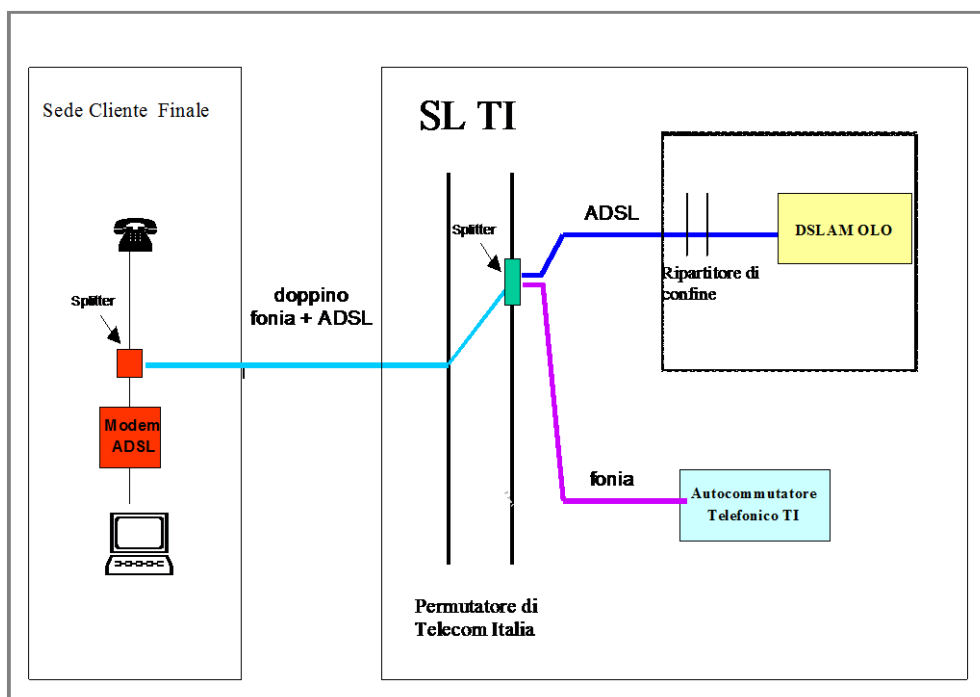 Sede Cliente Finale
SL TI
ADSL
Splitter
DSLAM OLO
Ripartitore di
confine
Splitter
doppino
fonia + ADSL
Modem
ADSL
fonia
Autocommutatore
Telefonico TI
Permutatore di
Telecom Italia